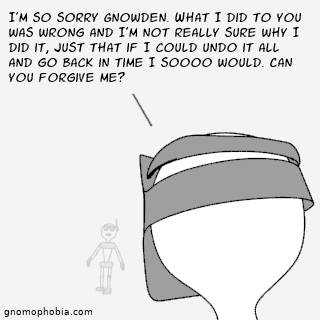 I'm so sorry Gnowden. What I did to you
was wrong and I'm not really sure why I
did it, just that if I could undo it all
and go back in time I soooo would. Can
you forgive me?
gnomophobia.com